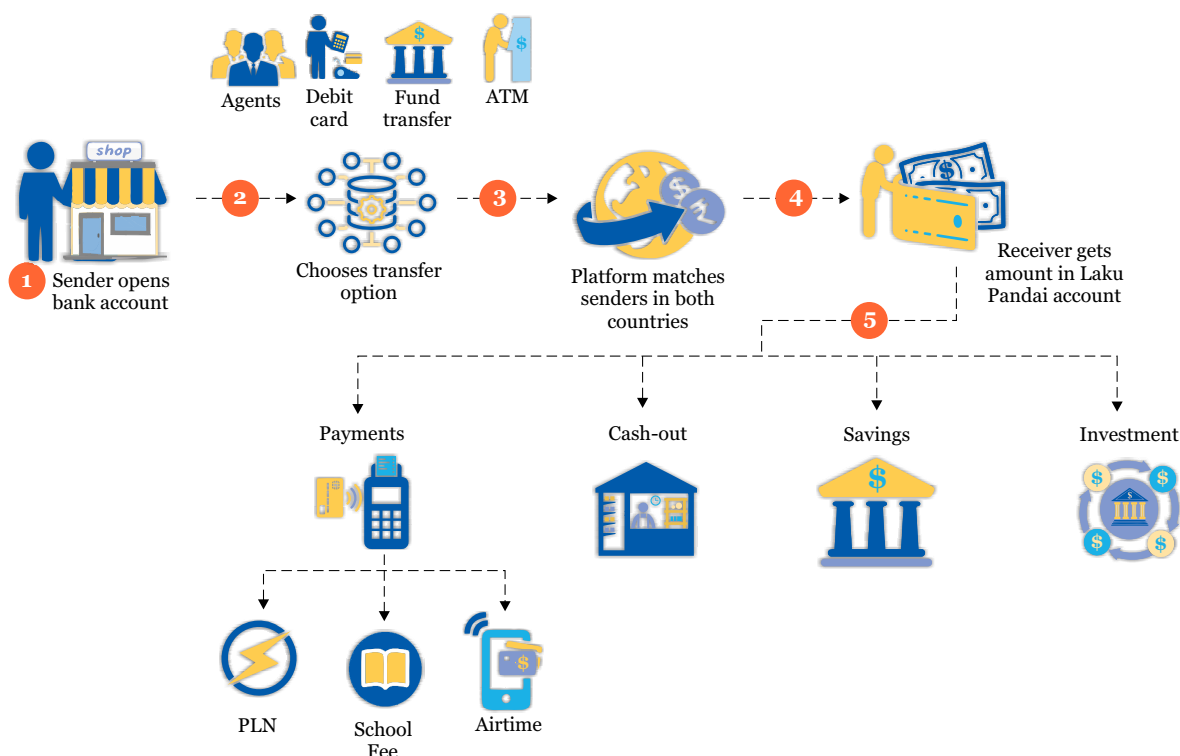 Agents
Debit
card
Fund
transfer
ATM
shop
1
Sender opens
bank account
2
Chooses transfer
option
3
Platform matches
senders in both
countries
4
Receiver gets
amount in Laku
Pandai account
5
Payments
Cash-out
Savings
Investment
PLN
School
Fee
Airtime